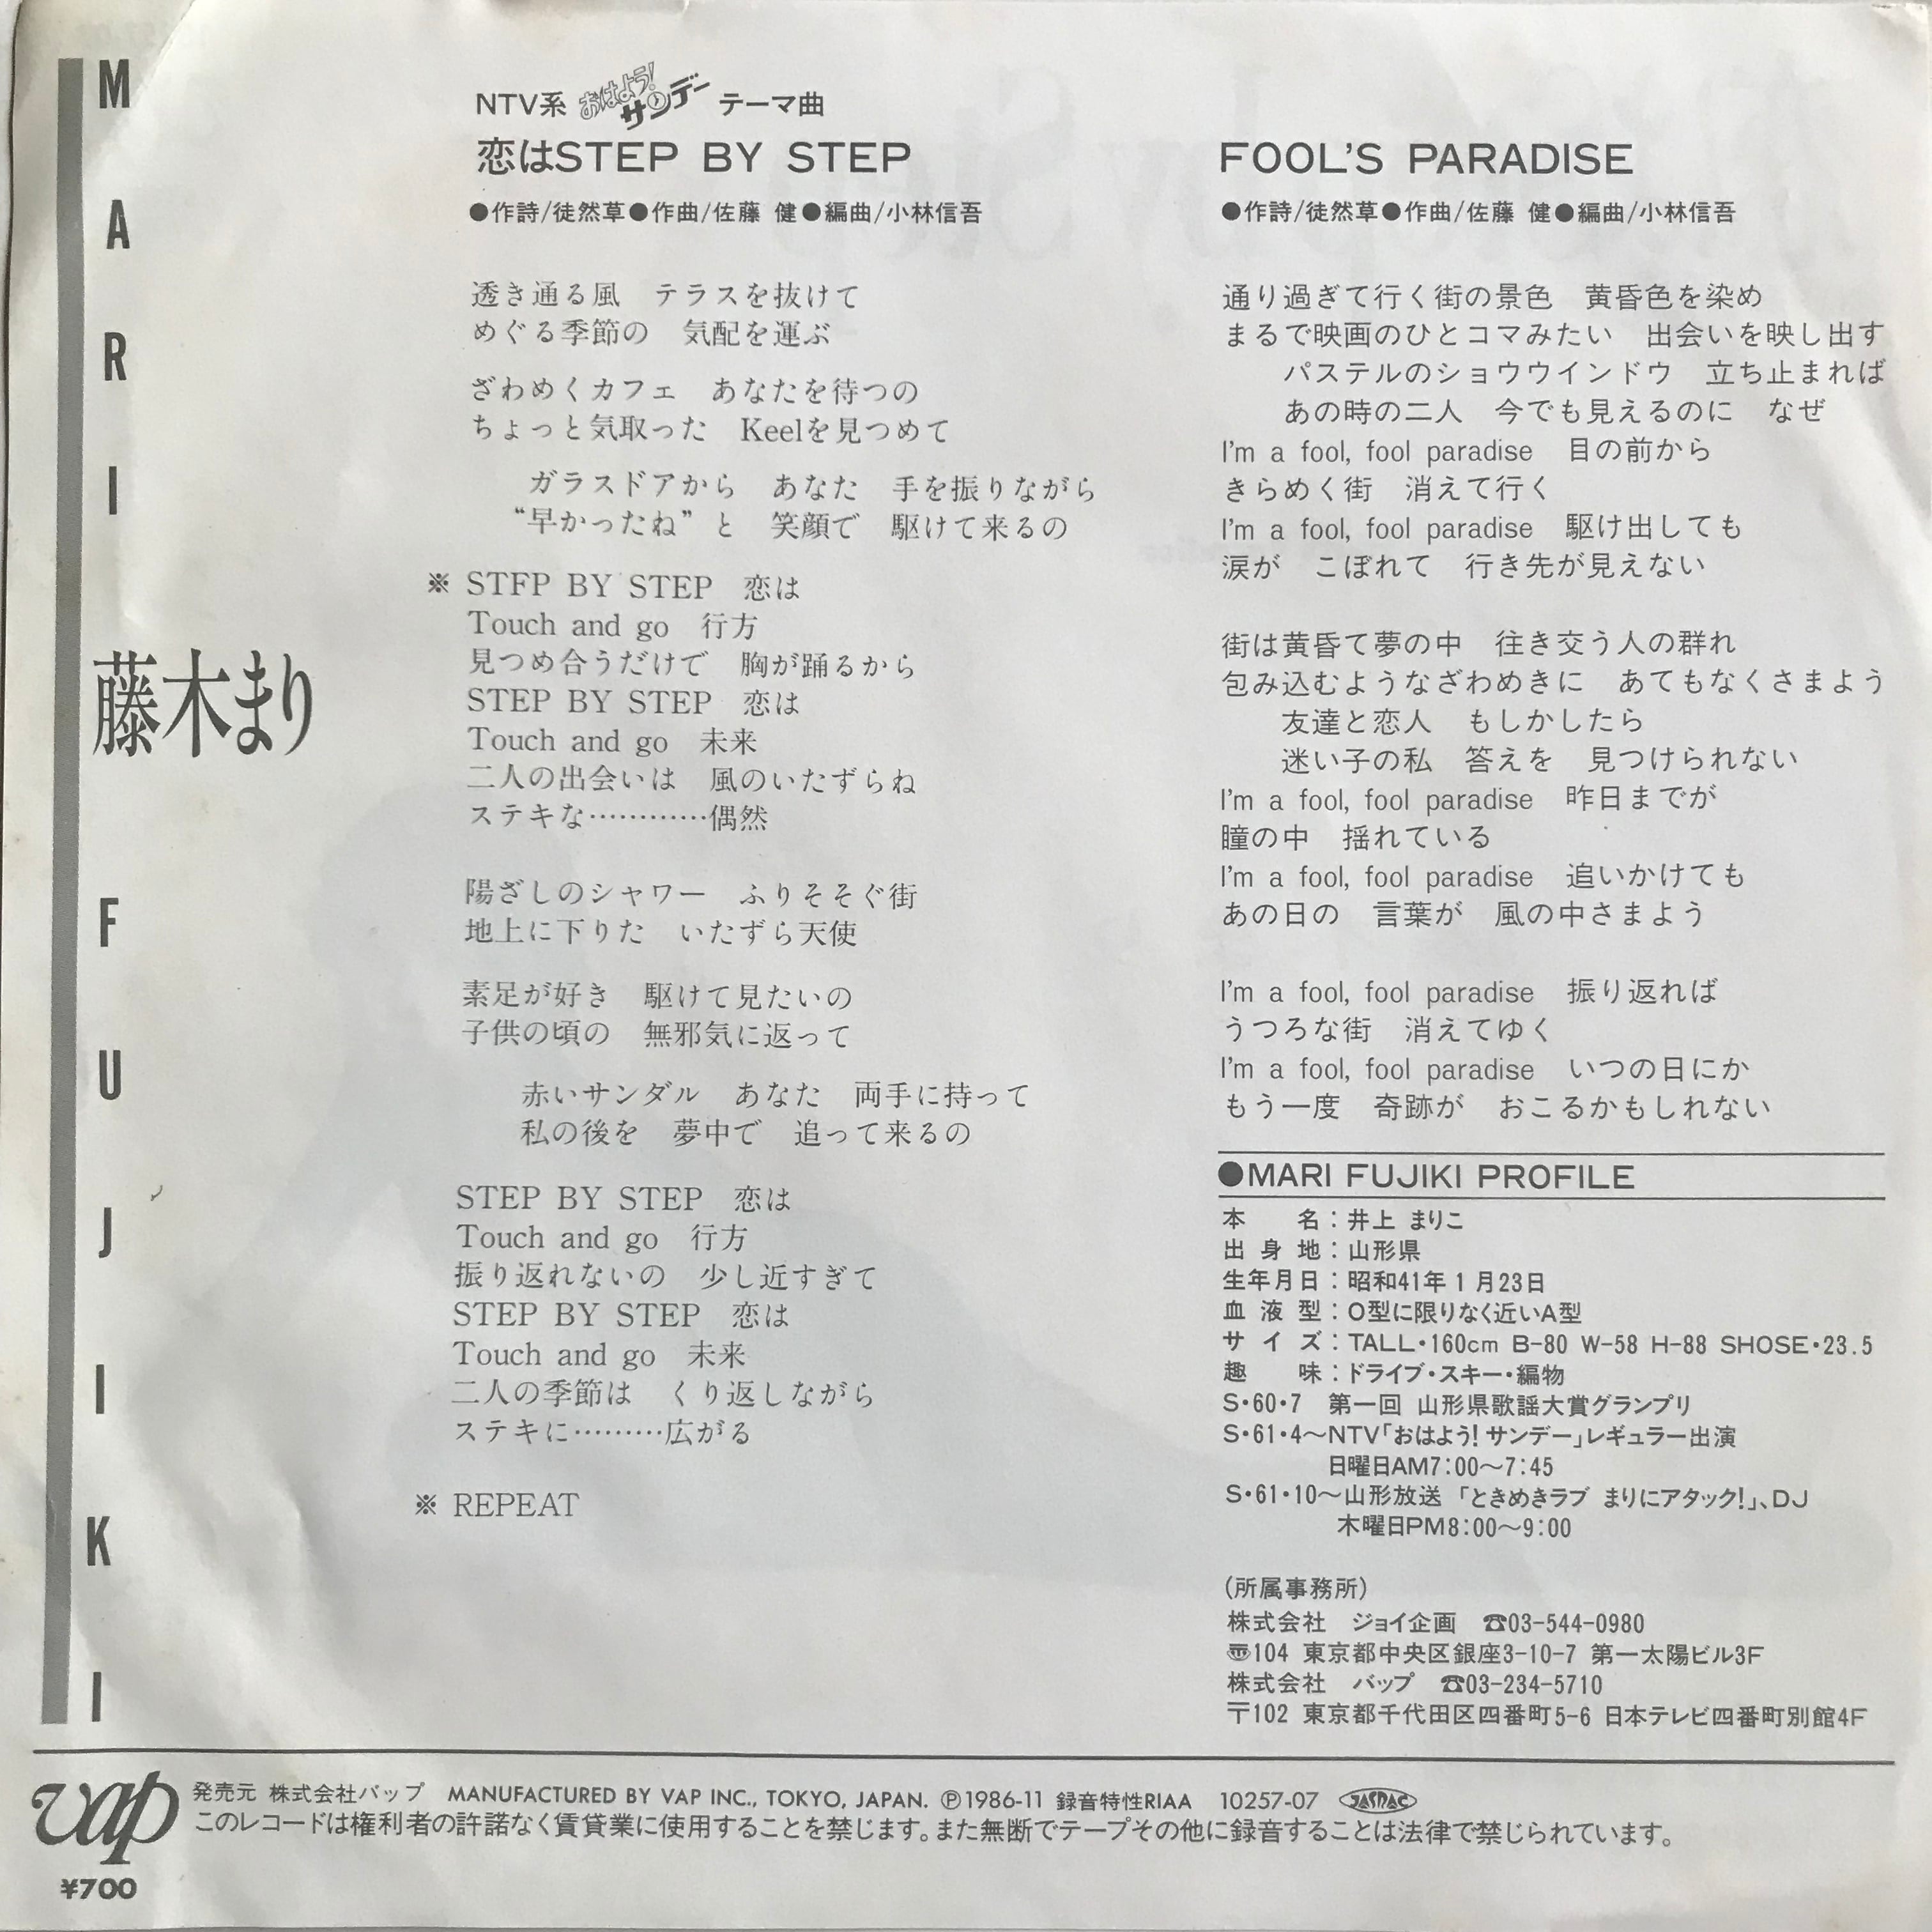 MARI FUJIKI
藤木まり
NTV系 おはよう!サンデー テーマ曲
恋はSTEP BY STEP
●作詩/徒然草●作曲/佐藤 健●編曲/小林信吾
透き通る風　テラスを抜けて
めぐる季節の　気配を運ぶ
ざわめくカフェ　あなたを待つの
ちょっと気取った　Keelを見つめて
ガラスドアから　あなた　手を振りながら
“早かったね”と　笑顔で　駆けて来るの
※ STFP BY STEP　恋は
Touch and go　行方
見つめ合うだけで　胸が踊るから
STEP BY STEP　恋は
Touch and go　未来
二人の出会いは　風のいたずらね
ステキな…………偶然
陽ざしのシャワー　ふりそそぐ街
地上に下りた　いたずら天使
素足が好き　駆けて見たいの
子供の頃の　無邪気に返って
赤いサンダル　あなた　両手に持って
私の後を　夢中で　追って来るの
STEP BY STEP　恋は
Touch and go　行方
振り返れないの　少し近すぎて
STEP BY STEP　恋は
Touch and go　未来
二人の季節は　くり返しながら
ステキに………広がる
※ REPEAT
FOOL'S PARADISE
●作詩/徒然草●作曲/佐藤 健●編曲/小林信吾
通り過ぎて行く街の景色　黄昏色を染め
まるで映画のひとコマみたい　出会いを映し出す
パステルのショウウインドウ　立ち止まれば
あの時の二人　今でも見えるのに　なぜ
I'm a fool, fool paradise　目の前から
きらめく街　消えて行く
I'm a fool, fool paradise　駆け出しても
涙が　こぼれて　行き先が見えない
街は黄昏て夢の中　往き交う人の群れ
包み込むようなざわめきに　あてもなくさまよう
友達と恋人　もしかしたら
迷い子の私　答えを　見つけられない
I'm a fool, fool paradise　昨日までが
瞳の中　揺れている
I'm a fool, fool paradise　追いかけても
あの日の　言葉が　風の中さまよう
I'm a fool, fool paradise　振り返れば
うつろな街　消えてゆく
I'm a fool, fool paradise　いつの日にか
もう一度　奇跡が　おこるかもしれない
●MARI FUJIKI PROFILE
本名：井上 まりこ
出身地：山形県
生年月日：昭和41年1月23日
血液型：O型に限りなく近いA型
サイズ：TALL・160cm B-80 W-58 H-88 SHOSE・23.5
趣味：ドライブ・スキー・編物
S・60・7　第一回 山形県歌謡大賞グランプリ
S・61・4〜NTV「おはよう!サンデー」レギュラー出演
日曜日AM7:00〜7:45
S・61・10〜山形放送「ときめきラブ まりにアタック!」、DJ
木曜日PM8:00〜9:00
(所属事務所)
株式会社　ジョイ企画　☎03-544-0980
〠104 東京都中央区銀座3-10-7 第一太陽ビル3F
株式会社　バップ　☎03-234-5710
〒102 東京都千代田区四番町5-6 日本テレビ四番町別館4F
vap 発売元 株式会社バップ　MANUFACTURED BY VAP INC., TOKYO, JAPAN. Ⓟ1986-11 録音特性RIAA　10257-07 JASRAC
このレコードは権利者の許諾なく賃貸業に使用することを禁じます。また無断でテープその他に録音することは法律で禁じられています。
¥700